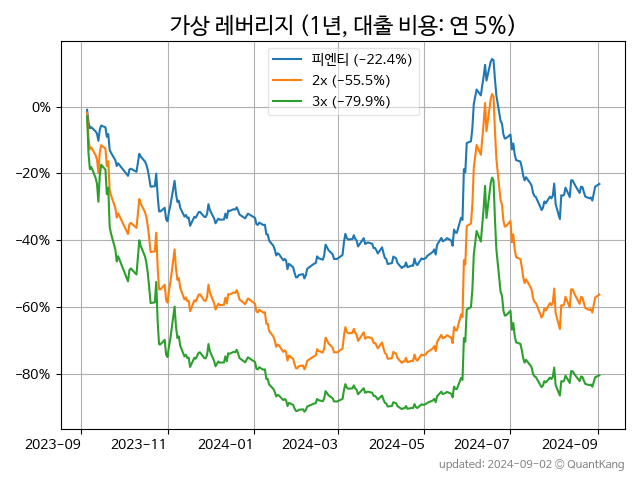 가상 레버리지 (1년, 대출 비용: 연 5%)
피엔티 (−22.4%)
2x (−55.5%)
3x (−79.9%)
0%
−20%
−40%
−60%
−80%
2023−09 2023−11 2024−01 2024−03 2024−05 2024−07 2024−09
updated: 2024−09−02 © QuantKang